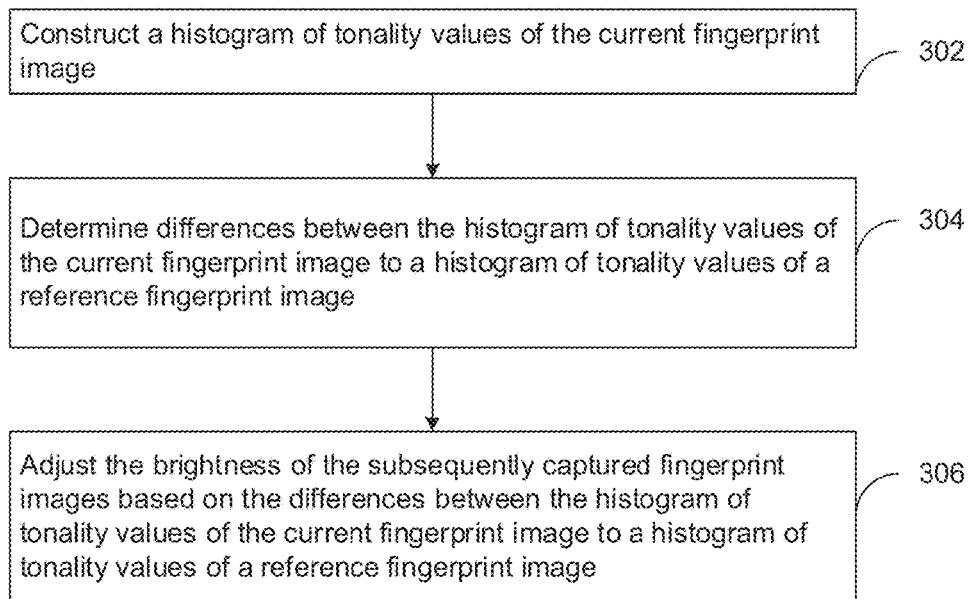 Construct a histogram of tonality values of the current fingerprint
image
302
Determine differences between the histogram of tonality values of
the current fingerprint image to a histogram of tonality values of a
reference fingerprint image
304
Adjust the brightness of the subsequently captured fingerprint
images based on the differences between the histogram of
tonality values of the current fingerprint image to a histogram of
tonality values of a reference fingerprint image
306